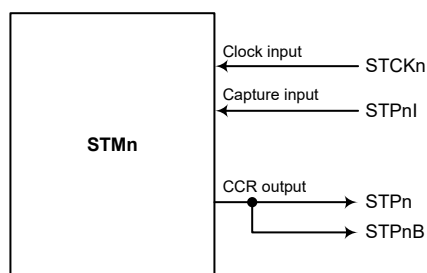 Clock input
STCKn
Capture input
STPnI
STMn
CCR output
STPn
STPnB